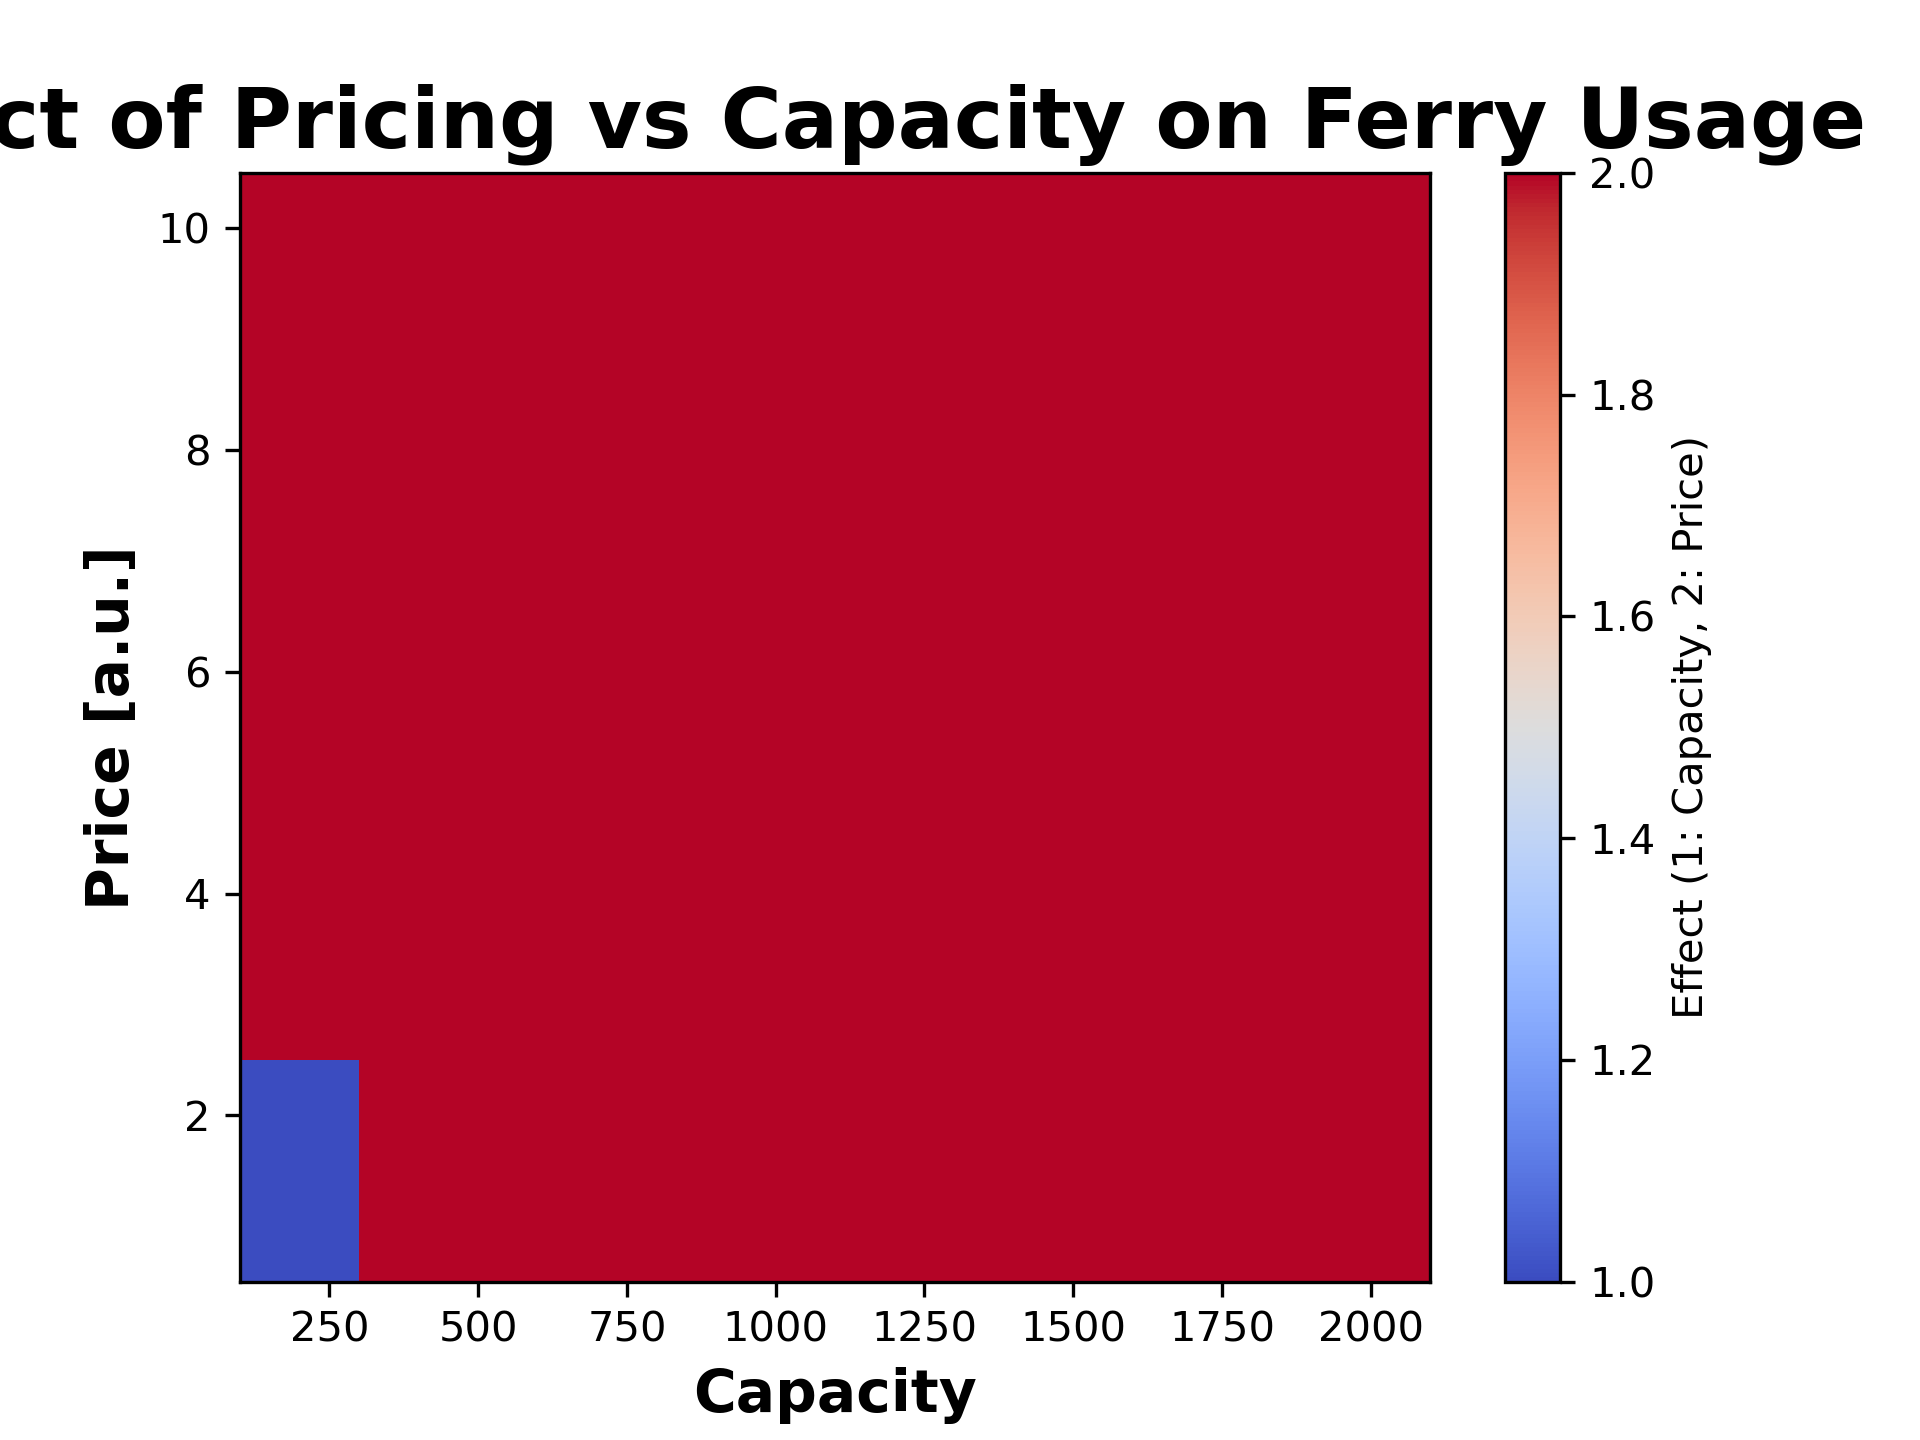 ct of Pricing vs Capacity on Ferry Usage
10
8
6
4
2
Price [a.u.]
250 500 750 1000 1250 1500 1750 2000
Capacity
2.0
1.8
1.6
1.4
1.2
1.0
Effect (1: Capacity, 2: Price)